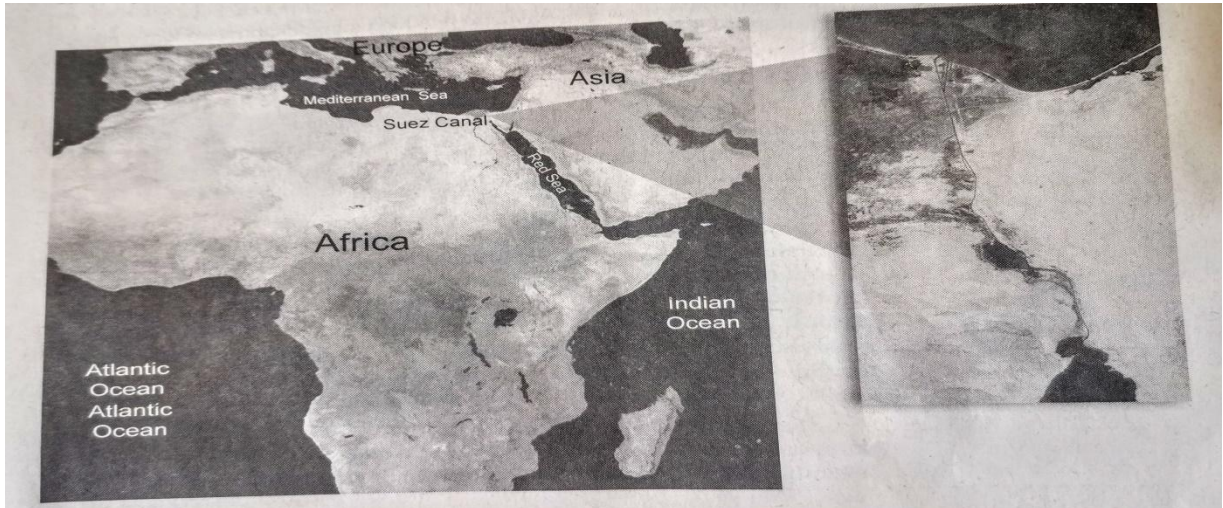 Europe
Asia
Mediterranean Sea
Suez Canal
Red Sea
Africa
Indian
Ocean
Atlantic
Ocean
Atlantic
Ocean